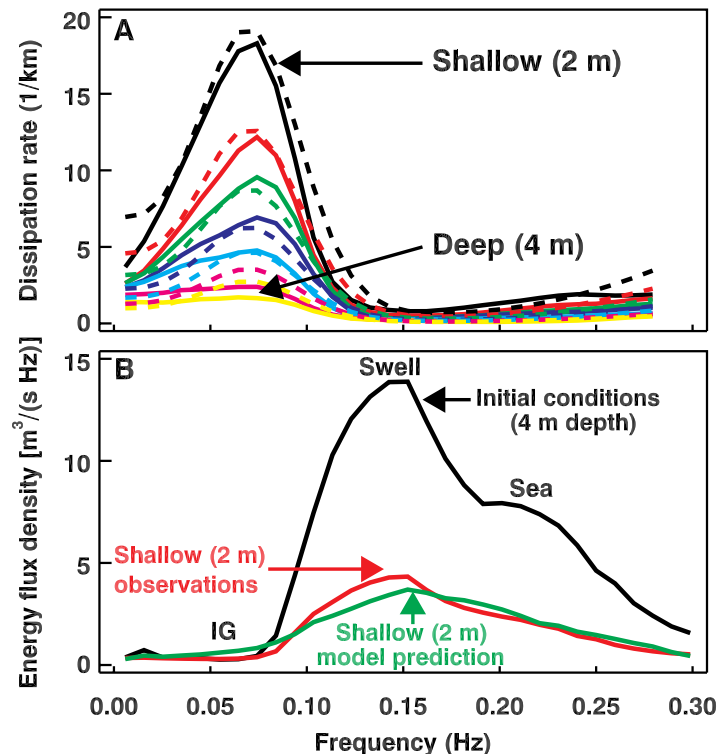 A
20
15
10
5
0
Dissipation rate (1/km)
Shallow (2 m)
Deep (4 m)
B
15
10
5
0
Energy flux density [m³/(s Hz)]
Swell
Initial conditions
(4 m depth)
Sea
Shallow (2 m)
observations
IG
Shallow (2 m)
model prediction
0.00 0.05 0.10 0.15 0.20 0.25 0.30
Frequency (Hz)